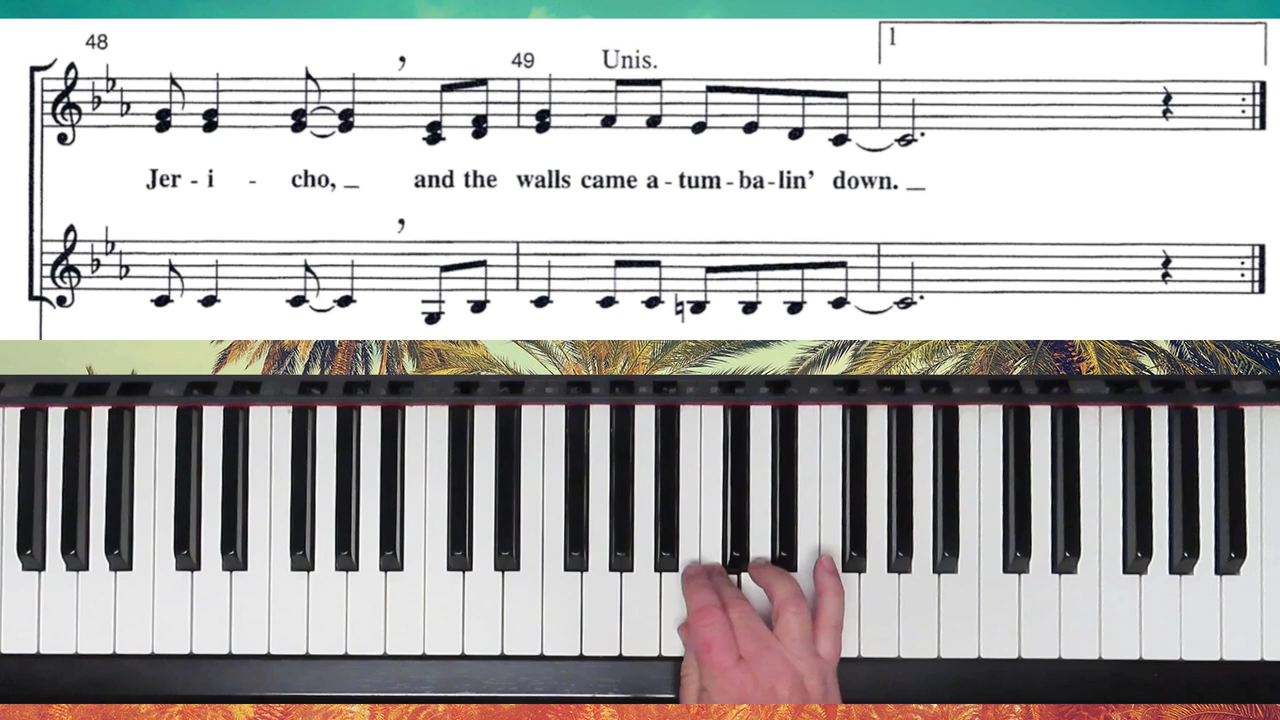 48
49
Unis.
1
Jer - i - cho, _ and the walls came a - tum - ba - lin’ down. _